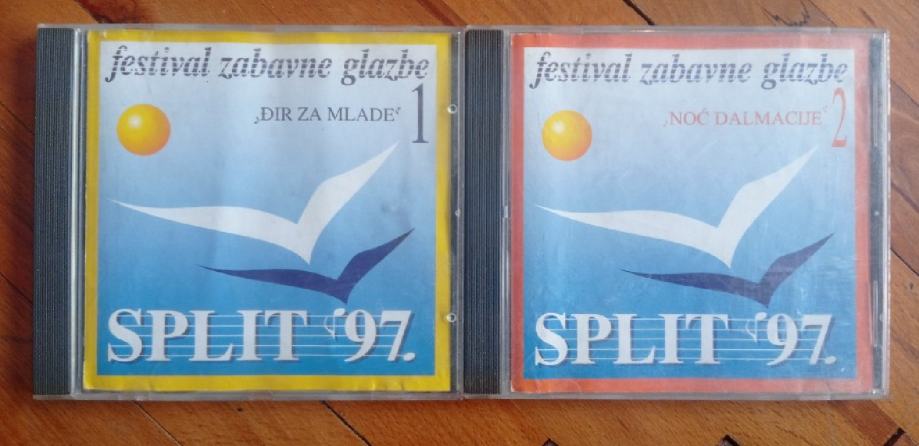 festival zabavne glazbe
„ĐIR ZA MLADE“ 1
SPLIT '97.
festival zabavne glazbe
„NOĆ DALMACIJE“ 2
SPLIT '97.